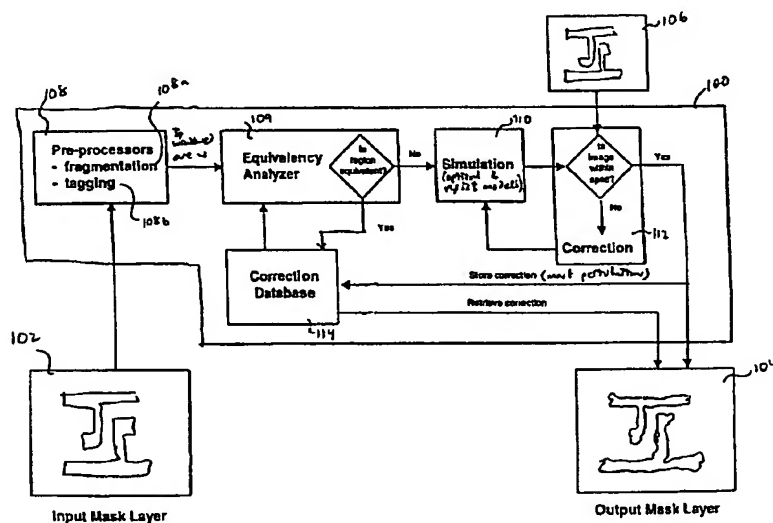 106
108a
100
108
109
110
Pre-processors
- fragmentation
- tagging
108b
Equivalency
Analyzer
Is
region
equivalent?
No
Yes
Simulation
(optical &
models)
Is
image
within
spec?
Yes
No
Correction
112
Correction
Database
114
Store correction (
Retrieve correction
102
104
Input Mask Layer
Output Mask Layer